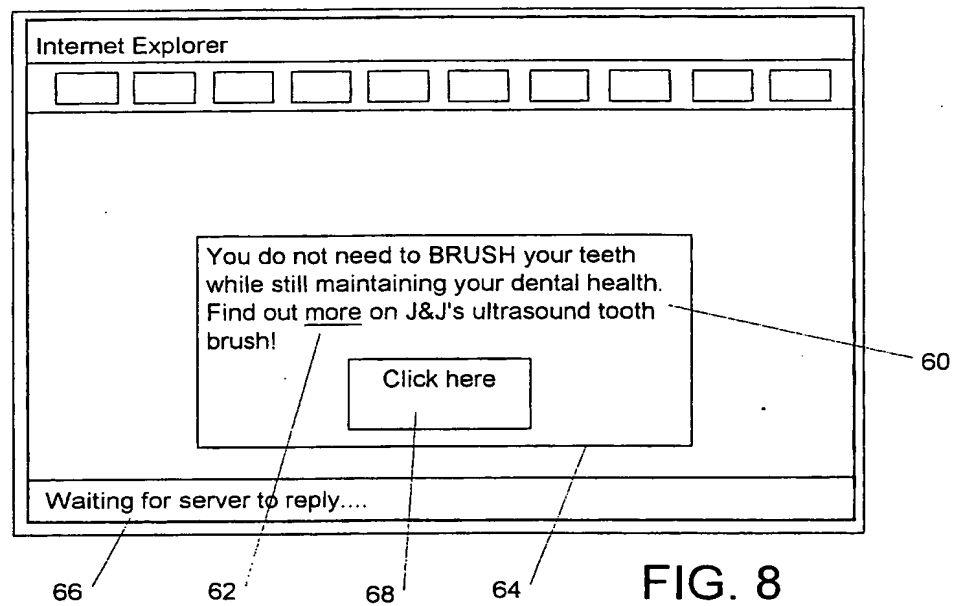 Internet Explorer
You do not need to BRUSH your teeth
while still maintaining your dental health.
Find out more on J&J's ultrasound tooth
brush!
Click here
60
Waiting for server to reply....
66
62
68
64
FIG. 8